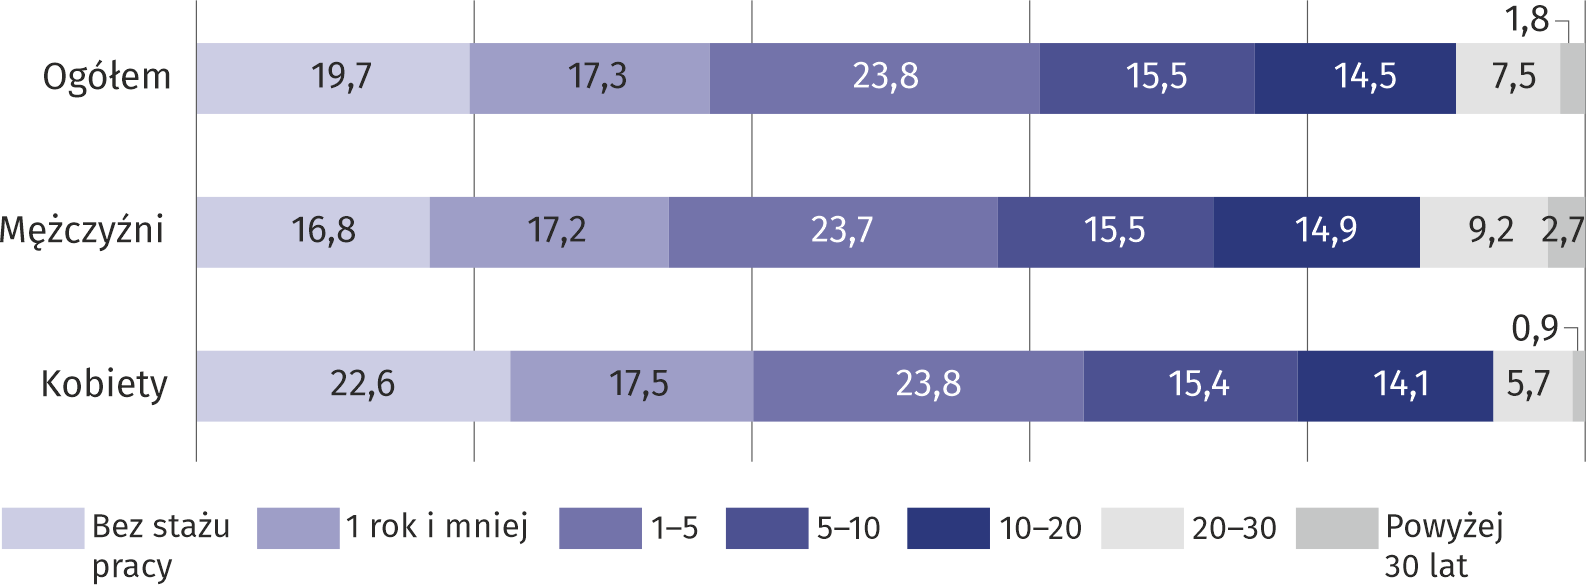 1,8
Ogółem 19,7 17,3 23,8 15,5 14,5 7,5
Mężczyźni 16,8 17,2 23,7 15,5 14,9 9,2 2,7
0,9
Kobiety 22,6 17,5 23,8 15,4 14,1 5,7
Bez stażu 1 rok i mniej 1–5 5–10 10–20 20–30 Powyżej
pracy 30 lat